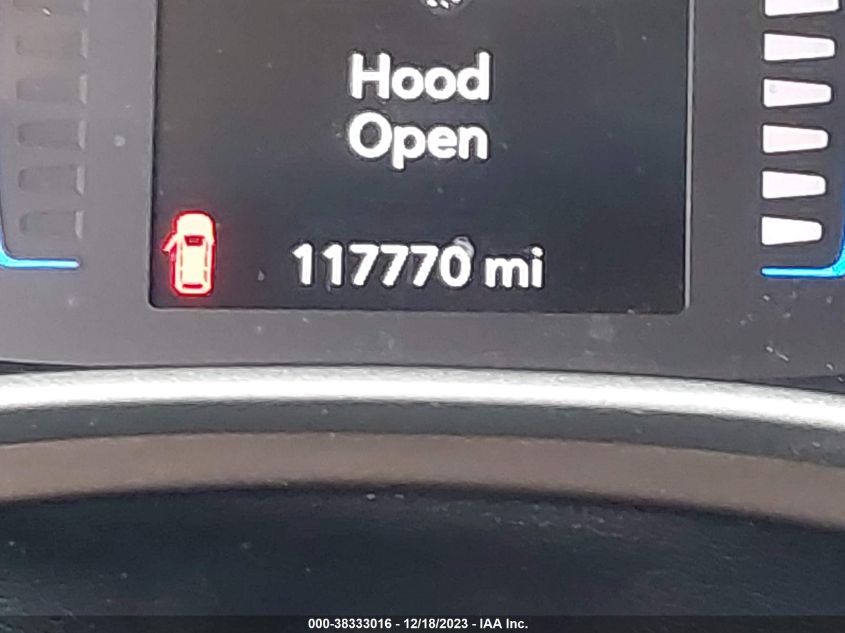 Hood
Open
117770 mi
000-38333016 - 12/18/2023 - IAA Inc.